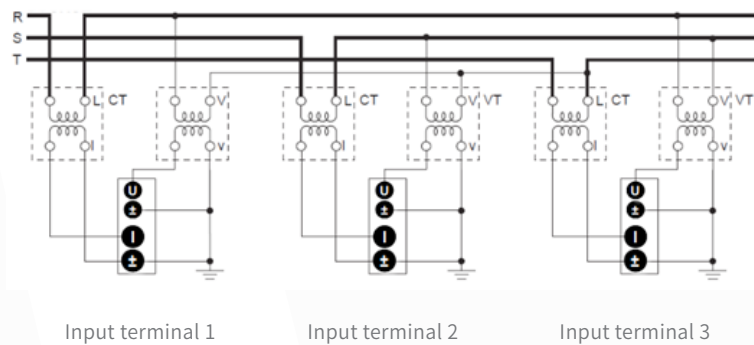 R
S
T
L CT V L CT V VT L CT V VT
l v l v l v
U U U
± ± ±
I I I
± ± ±
Input terminal 1 Input terminal 2 Input terminal 3